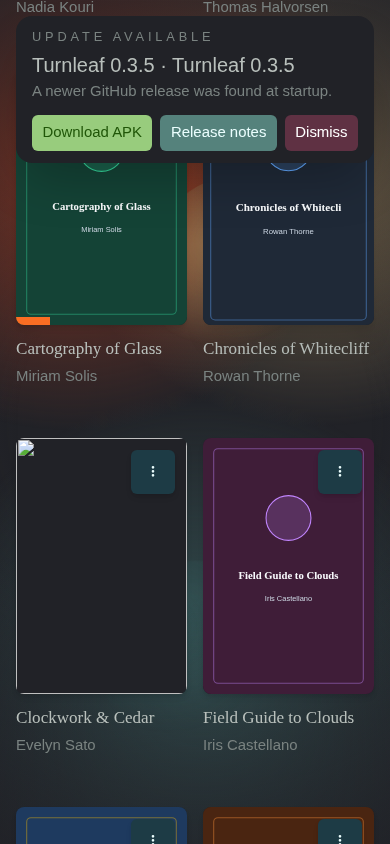 Nadia Kouri
Thomas Halvorsen
UPDATE AVAILABLE
Turnleaf 0.3.5 · Turnleaf 0.3.5
A newer GitHub release was found at startup.
Download APK
Release notes
Dismiss
Cartography of Glass
Miriam Solis
Chronicles of Whitecli
Rowan Thorne
Cartography of Glass
Miriam Solis
Chronicles of Whitecliff
Rowan Thorne
Field Guide to Clouds
Iris Castellano
Clockwork & Cedar
Evelyn Sato
Field Guide to Clouds
Iris Castellano